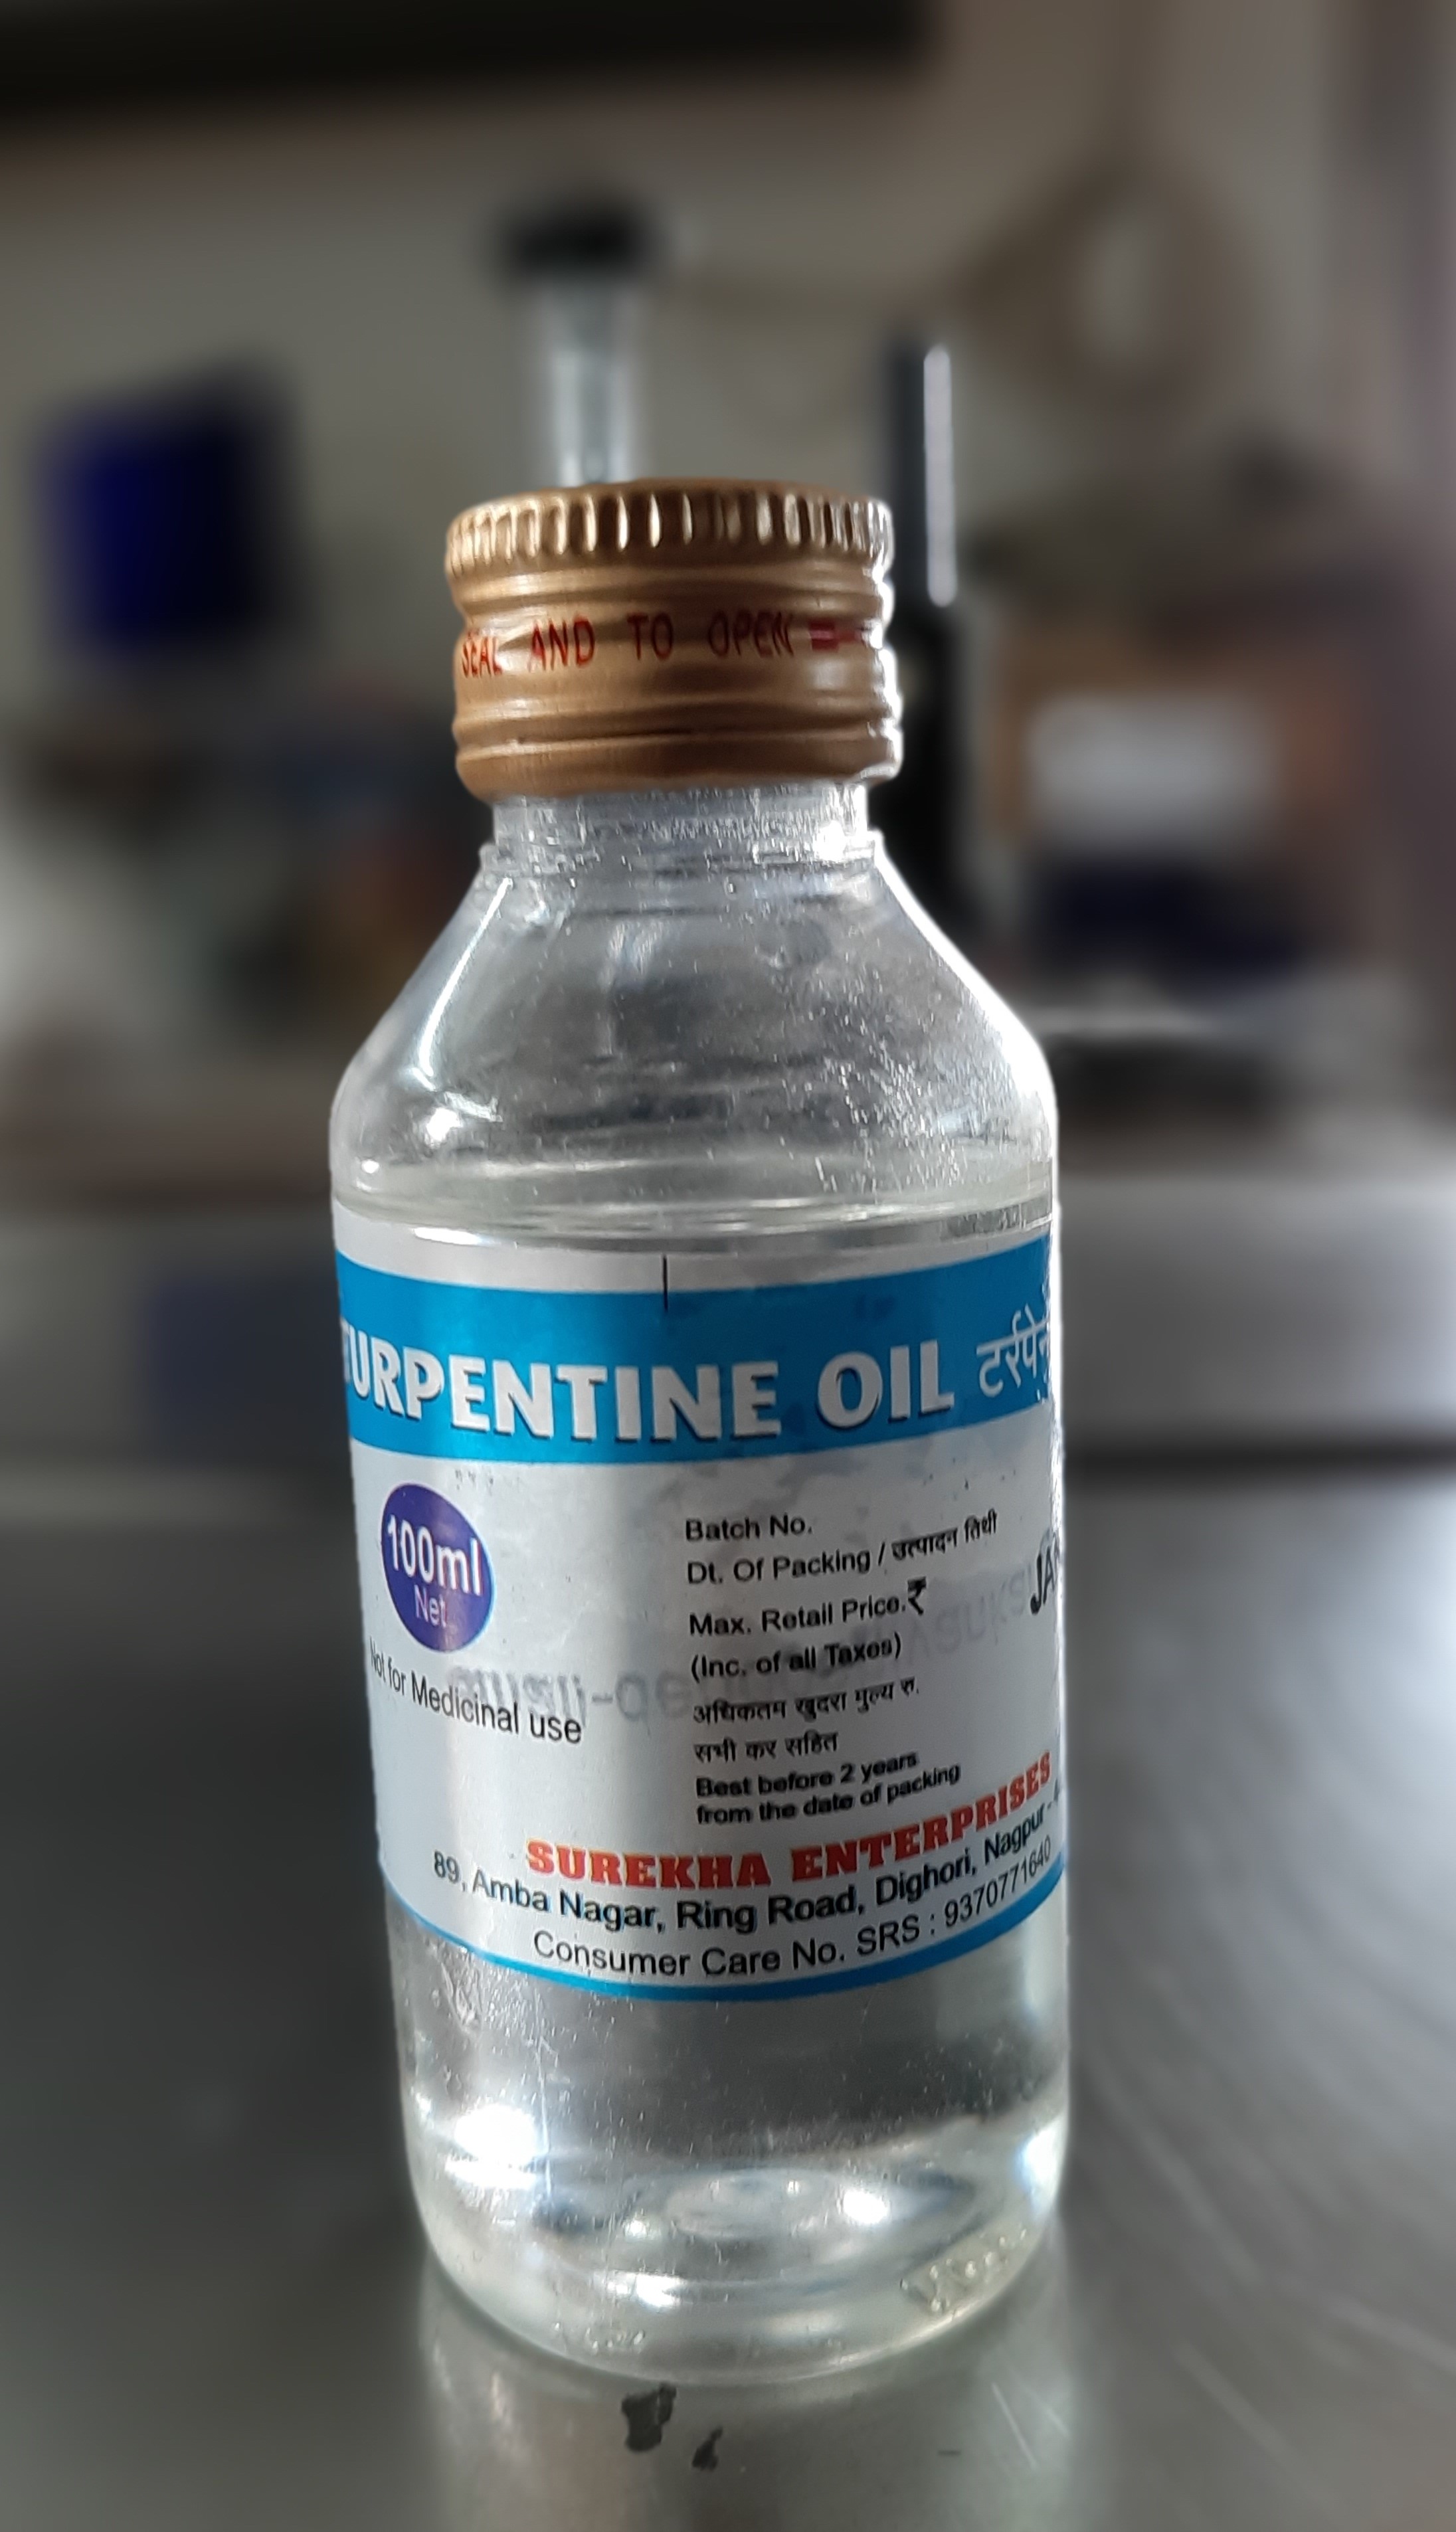 SEAL AND TO OPEN
TURPENTINE OIL
100ml
Net
Not for Medicinal use
Batch No.
Dt. Of Packing / उत्पादन तिथी
Max. Retail Price.₹
(Inc. of all Taxes)
अधिकतम खुदरा मुल्य रु.
सभी कर सहित
Best before 2 years
from the date of packing
SUREKHA ENTERPRISES
89, Amba Nagar, Ring Road, Dighori, Nagpur -
Consumer Care No. SRS : 9370771640